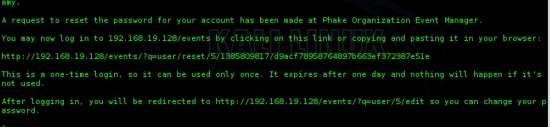 amy,
A request to reset the password for your account has been made at Phake Organization Event Manager.
You may now log in to 192.168.19.128/events by clicking on this link or copying and pasting it in your browser:
KALI LINUX
http://192.168.19.128/events/?q=user/reset/5/1385809817/d9acf78958764897b663ef372387e51e
This is a one-time login, so it can be used only once. It expires after one day and nothing will happen if it's
not used.
After logging in, you will be redirected to http://192.168.19.128/events/?q=user/5/edit so you can change your p
assword.